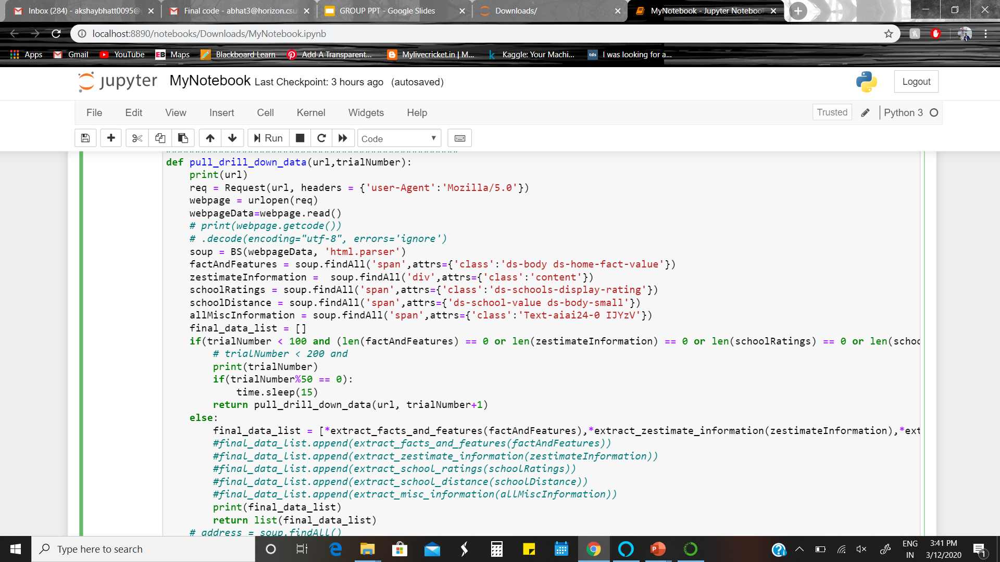 Inbox (284) - akshaybhatt0095@
Final code - abhat3@horizon.csu
GROUP PPT - Google Slides
Downloads/
MyNotebook - Jupyter Notebook
localhost:8890/notebooks/Downloads/MyNotebook.ipynb
Apps Gmail YouTube EB Maps Blackboard Learn Add A Transparent... Mylivecricket.in | M... Kaggle: Your Machi... tds I was looking for a...
jupyter MyNotebook Last Checkpoint: 3 hours ago (autosaved) Logout
File Edit View Insert Cell Kernel Widgets Help Trusted Python 3
Run Code
def pull_drill_down_data(url,trialNumber):
print(url)
req = Request(url, headers = {'user-Agent':'Mozilla/5.0'})
webpage = urlopen(req)
webpageData=webpage.read()
# print(webpage.getcode())
# .decode(encoding="utf-8", errors='ignore')
soup = BS(webpageData, 'html.parser')
factAndFeatures = soup.findAll('span',attrs={'class':'ds-body ds-home-fact-value'})
zestimateInformation =  soup.findAll('div',attrs={'class':'content'})
schoolRatings = soup.findAll('span',attrs={'class':'ds-schools-display-rating'})
schoolDistance = soup.findAll('span',attrs={'ds-school-value ds-body-small'})
allMiscInformation = soup.findAll('span',attrs={'class':'Text-aiai24-0 IJYzV'})
final_data_list = []
if(trialNumber < 100 and (len(factAndFeatures) == 0 or len(zestimateInformation) == 0 or len(schoolRatings) == 0 or len(schoo
# trialNumber < 200 and
print(trialNumber)
if(trialNumber%50 == 0):
time.sleep(15)
return pull_drill_down_data(url, trialNumber+1)
else:
final_data_list = [*extract_facts_and_features(factAndFeatures),*extract_zestimate_information(zestimateInformation),*ext
#final_data_list.append(extract_facts_and_features(factAndFeatures))
#final_data_list.append(extract_zestimate_information(zestimateInformation))
#final_data_list.append(extract_school_ratings(schoolRatings))
#final_data_list.append(extract_school_distance(schoolDistance))
#final_data_list.append(extract_misc_information(allMiscInformation))
print(final_data_list)
return list(final_data_list)
# address = soup.findAll()
Type here to search
ENG
IN
3:41 PM
3/12/2020
1